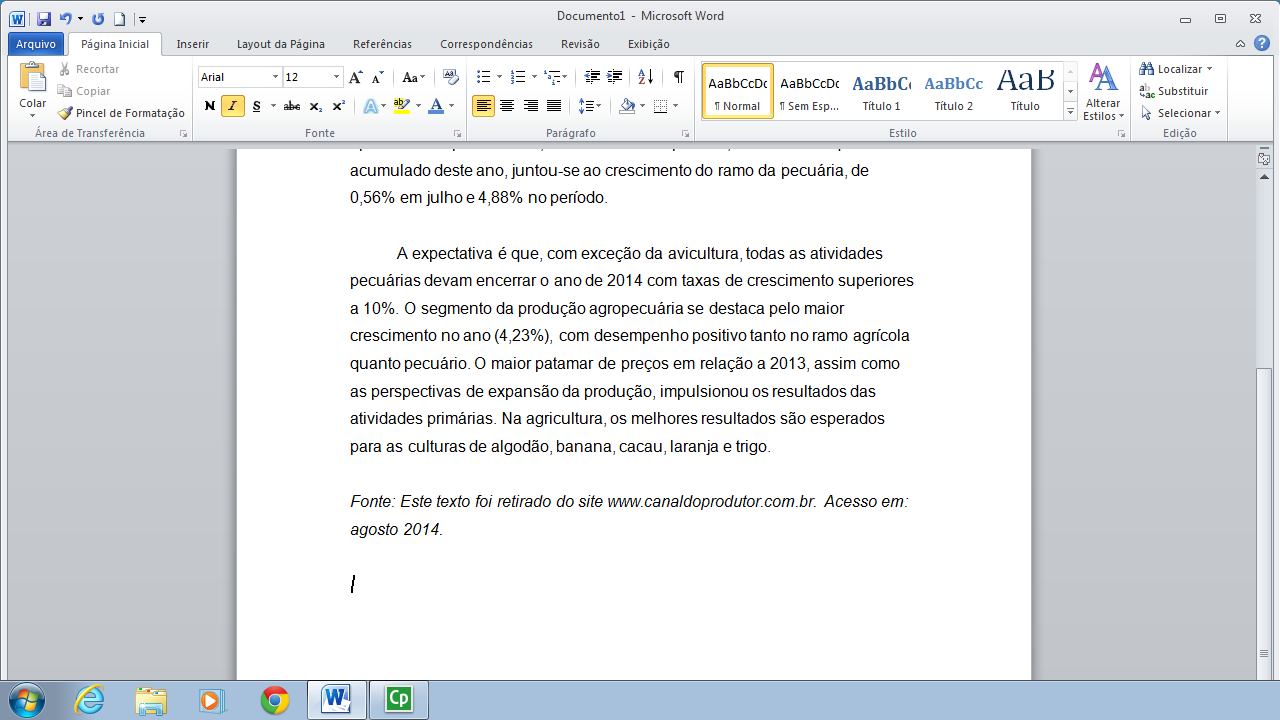 Documento1 - Microsoft Word
Arquivo Página Inicial Inserir Layout da Página Referências Correspondências Revisão Exibição
Colar
Recortar
Copiar
Pincel de Formatação
Área de Transferência
Arial 12
N I S abc x₂ x²
Fonte
Parágrafo
AaBbCcDc AaBbCcDc AaBbCc AaBbCc AaB
¶ Normal ¶ Sem Esp... Título 1 Título 2 Título
Alterar
Estilos
Estilo
Localizar
Substituir
Selecionar
Edição
acumulado deste ano, juntou-se ao crescimento do ramo da pecuária, de
0,56% em julho e 4,88% no período.
A expectativa é que, com exceção da avicultura, todas as atividades
pecuárias devam encerrar o ano de 2014 com taxas de crescimento superiores
a 10%. O segmento da produção agropecuária se destaca pelo maior
crescimento no ano (4,23%), com desempenho positivo tanto no ramo agrícola
quanto pecuário. O maior patamar de preços em relação a 2013, assim como
as perspectivas de expansão da produção, impulsionou os resultados das
atividades primárias. Na agricultura, os melhores resultados são esperados
para as culturas de algodão, banana, cacau, laranja e trigo.
Fonte: Este texto foi retirado do site www.canaldoprodutor.com.br. Acesso em:
agosto 2014.
Cp